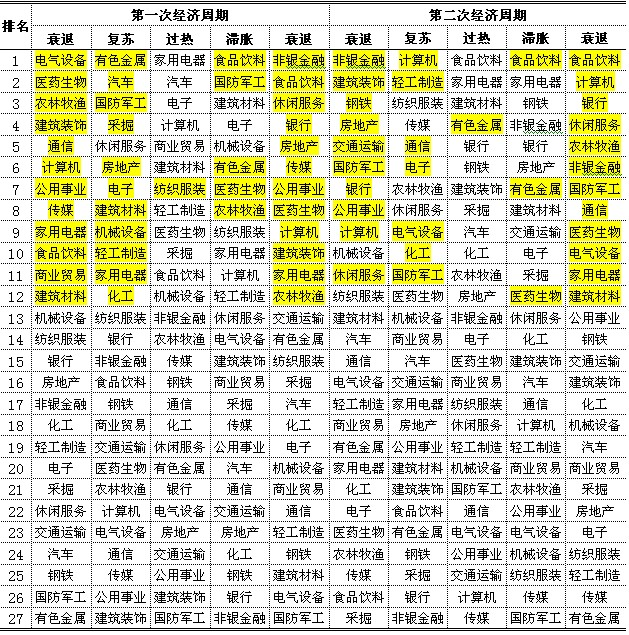 排名 第一次经济周期 第二次经济周期
衰退 复苏 过热 滞胀 衰退 衰退 复苏 过热 滞胀 衰退
1 电气设备 有色金属 家用电器 食品饮料 非银金融 非银金融 计算机 食品饮料 食品饮料 食品饮料
2 医药生物 汽车 汽车 国防军工 食品饮料 建筑装饰 轻工制造 家用电器 家用电器 计算机
3 农林牧渔 国防军工 电子 建筑材料 休闲服务 钢铁 纺织服装 建筑材料 钢铁 银行
4 建筑装饰 采掘 计算机 电子 银行 房地产 传媒 有色金属 非银金融 休闲服务
5 通信 休闲服务 商业贸易 机械设备 房地产 交通运输 通信 银行 银行 农林牧渔
6 计算机 房地产 建筑材料 有色金属 传媒 国防军工 电子 钢铁 房地产 非银金融
7 公用事业 电子 纺织服装 医药生物 公用事业 银行 农林牧渔 建筑装饰 有色金属 国防军工
8 传媒 建筑材料 轻工制造 农林牧渔 医药生物 公用事业 休闲服务 采掘 建筑材料 通信
9 家用电器 机械设备 医药生物 纺织服装 计算机 计算机 电气设备 汽车 交通运输 医药生物
10 食品饮料 轻工制造 采掘 家用电器 建筑装饰 机械设备 化工 化工 电子 电气设备
11 商业贸易 家用电器 食品饮料 计算机 家用电器 休闲服务 国防军工 农林牧渔 采掘 家用电器
12 建筑材料 化工 机械设备 轻工制造 农林牧渔 纺织服装 医药生物 房地产 医药生物 建筑材料
13 机械设备 纺织服装 非银金融 休闲服务 交通运输 建筑材料 机械设备 非银金融 休闲服务 公用事业
14 纺织服装 银行 农林牧渔 电气设备 有色金属 汽车 商业贸易 电子 化工 钢铁
15 银行 非银金融 传媒 建筑装饰 纺织服装 通信 汽车 医药生物 建筑装饰 交通运输
16 房地产 食品饮料 钢铁 商业贸易 采掘 电气设备 交通运输 商业贸易 汽车 建筑装饰
17 非银金融 钢铁 通信 采掘 汽车 轻工制造 家用电器 纺织服装 通信 化工
18 化工 商业贸易 化工 传媒 化工 商业贸易 房地产 休闲服务 计算机 机械设备
19 轻工制造 交通运输 休闲服务 公用事业 电子 有色金属 公用事业 轻工制造 轻工制造 汽车
20 电子 医药生物 有色金属 汽车 机械设备 家用电器 建筑材料 机械设备 商业贸易 商业贸易
21 采掘 农林牧渔 银行 通信 商业贸易 化工 建筑装饰 国防军工 农林牧渔 采掘
22 休闲服务 计算机 电气设备 交通运输 通信 电子 食品饮料 通信 公用事业 房地产
23 交通运输 电气设备 房地产 房地产 轻工制造 医药生物 有色金属 电气设备 电气设备 电子
24 汽车 通信 交通运输 化工 钢铁 农林牧渔 钢铁 公用事业 机械设备 纺织服装
25 钢铁 传媒 公用事业 钢铁 建筑材料 传媒 采掘 交通运输 纺织服装 轻工制造
26 国防军工 公用事业 建筑装饰 银行 电气设备 食品饮料 银行 计算机 传媒 传媒
27 有色金属 建筑装饰 国防军工 非银金融 国防军工 采掘 非银金融 传媒 国防军工 有色金属